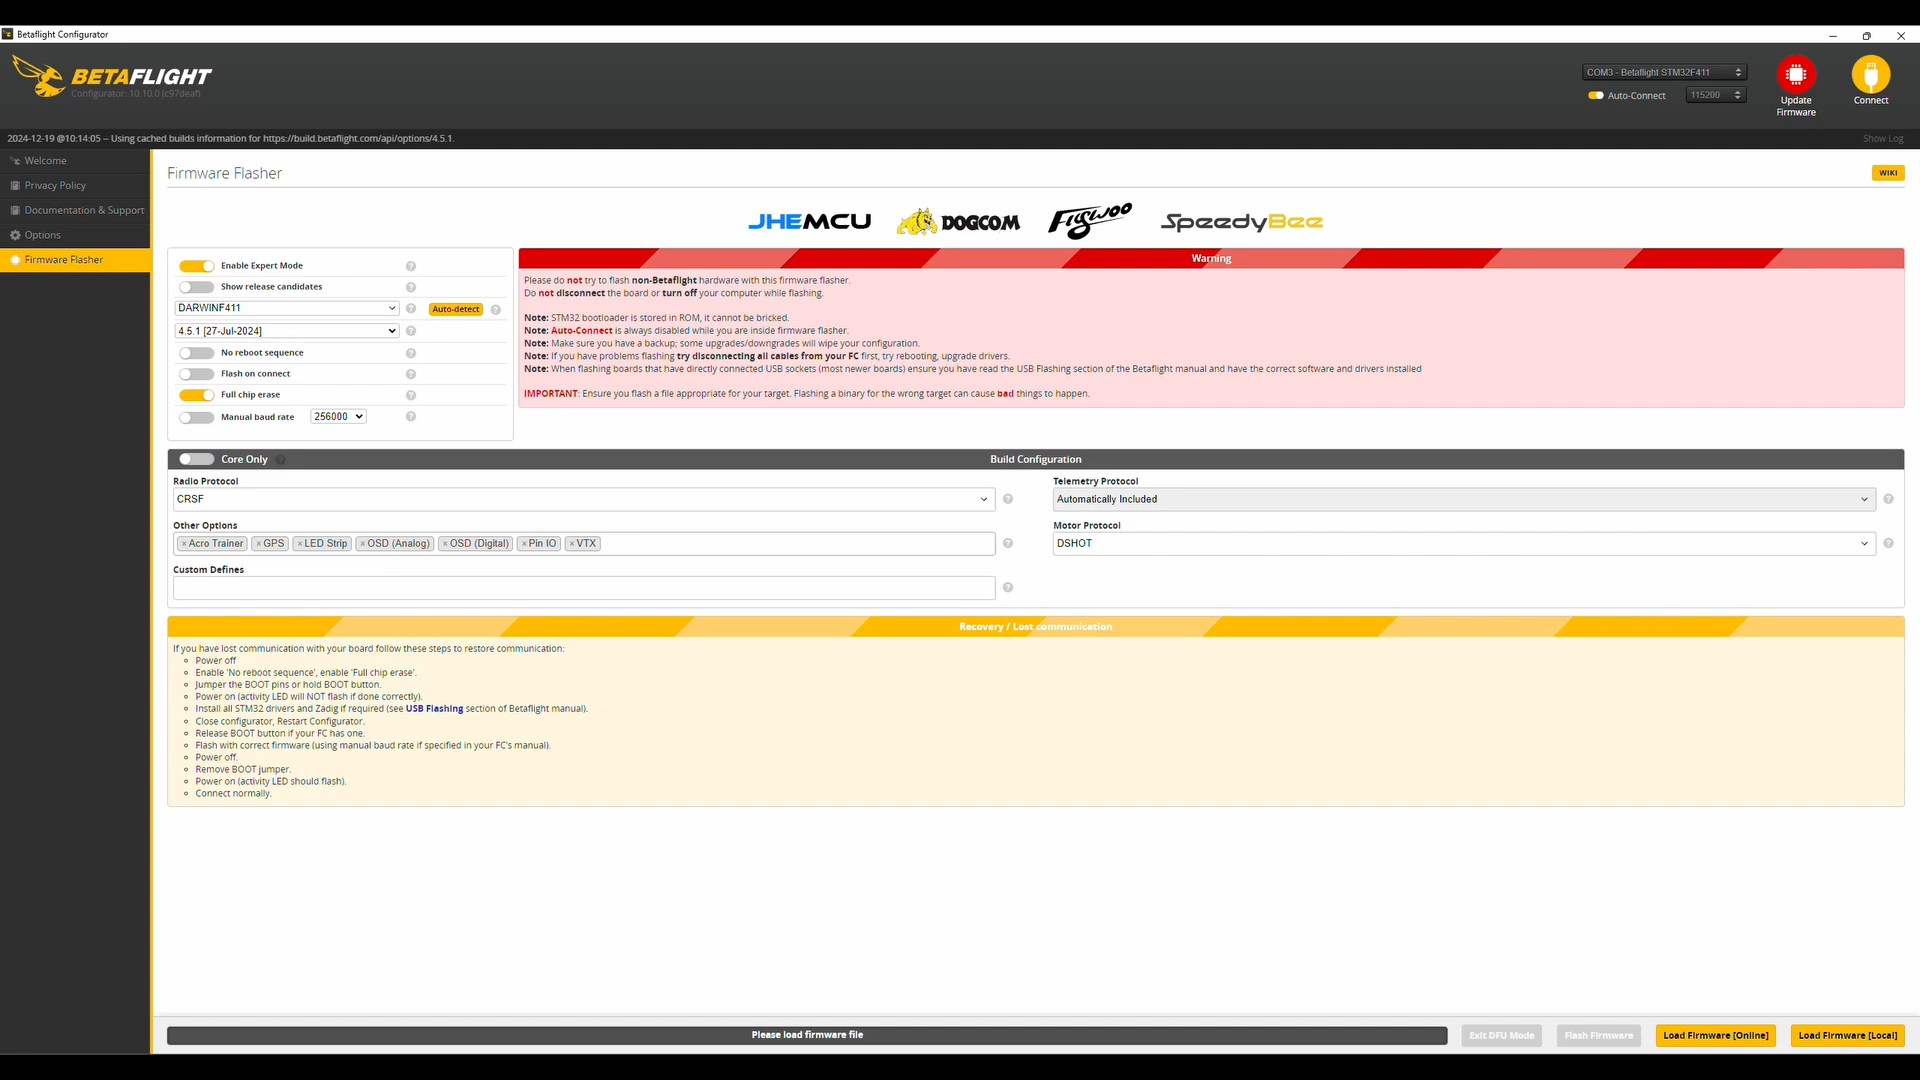 Betaflight Configurator
BETAFLIGHT
Configurator: 10.10.0 (c97deaf)
COM3 - Betaflight STM32F411
Auto-Connect
115200
Update
Firmware
Connect
2024-12-19 @10:14:05 -- Using cached builds information for https://build.betaflight.com/api/options/4.5.1.
Show Log
Welcome
Privacy Policy
Documentation & Support
Options
Firmware Flasher
Firmware Flasher
WIKI
JHEMCU
DOGCOM
Flywoo
SpeedyBee
Enable Expert Mode
Show release candidates
DARWINF411
Auto-detect
4.5.1 [27-Jul-2024]
No reboot sequence
Flash on connect
Full chip erase
Manual baud rate 256000
Warning
Please do not try to flash non-Betaflight hardware with this firmware flasher.
Do not disconnect the board or turn off your computer while flashing.
Note: STM32 bootloader is stored in ROM, it cannot be bricked.
Note: Auto-Connect is always disabled while you are inside firmware flasher.
Note: Make sure you have a backup; some upgrades/downgrades will wipe your configuration.
Note: If you have problems flashing try disconnecting all cables from your FC first, try rebooting, upgrade drivers.
Note: When flashing boards that have directly connected USB sockets (most newer boards) ensure you have read the USB Flashing section of the Betaflight manual and have the correct software and drivers installed
IMPORTANT: Ensure you flash a file appropriate for your target. Flashing a binary for the wrong target can cause bad things to happen.
Core Only
Build Configuration
Radio Protocol
CRSF
Telemetry Protocol
Automatically Included
Other Options
× Acro Trainer × GPS × LED Strip × OSD (Analog) × OSD (Digital) × Pin IO × VTX
Motor Protocol
DSHOT
Custom Defines
Recovery / Lost communication
If you have lost communication with your board follow these steps to restore communication:
Power off
Enable 'No reboot sequence', enable 'Full chip erase'.
Jumper the BOOT pins or hold BOOT button.
Power on (activity LED will NOT flash if done correctly).
Install all STM32 drivers and Zadig if required (see USB Flashing section of Betaflight manual).
Close configurator, Restart Configurator.
Release BOOT button if your FC has one.
Flash with correct firmware (using manual baud rate if specified in your FC's manual).
Power off.
Remove BOOT jumper.
Power on (activity LED should flash).
Connect normally.
Please load firmware file
Exit DFU Mode
Flash Firmware
Load Firmware [Online]
Load Firmware [Local]